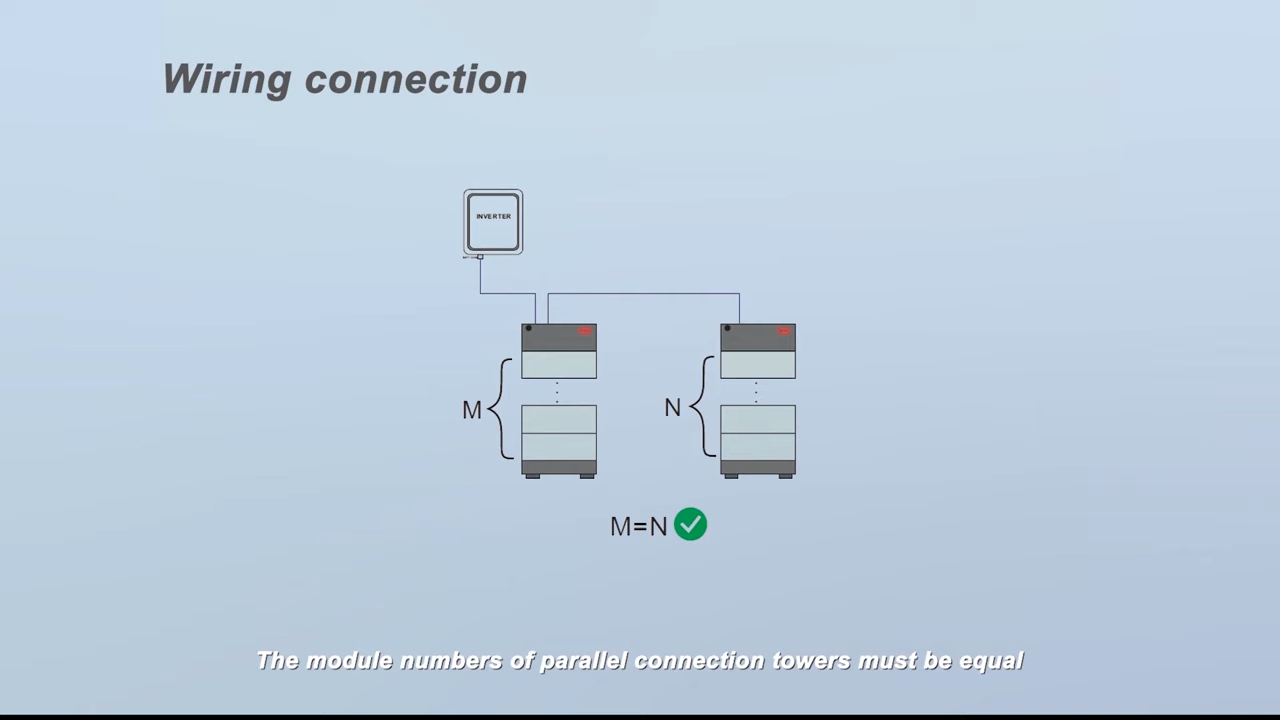 Wiring connection
INVERTER
M
N
M=N
The module numbers of parallel connection towers must be equal